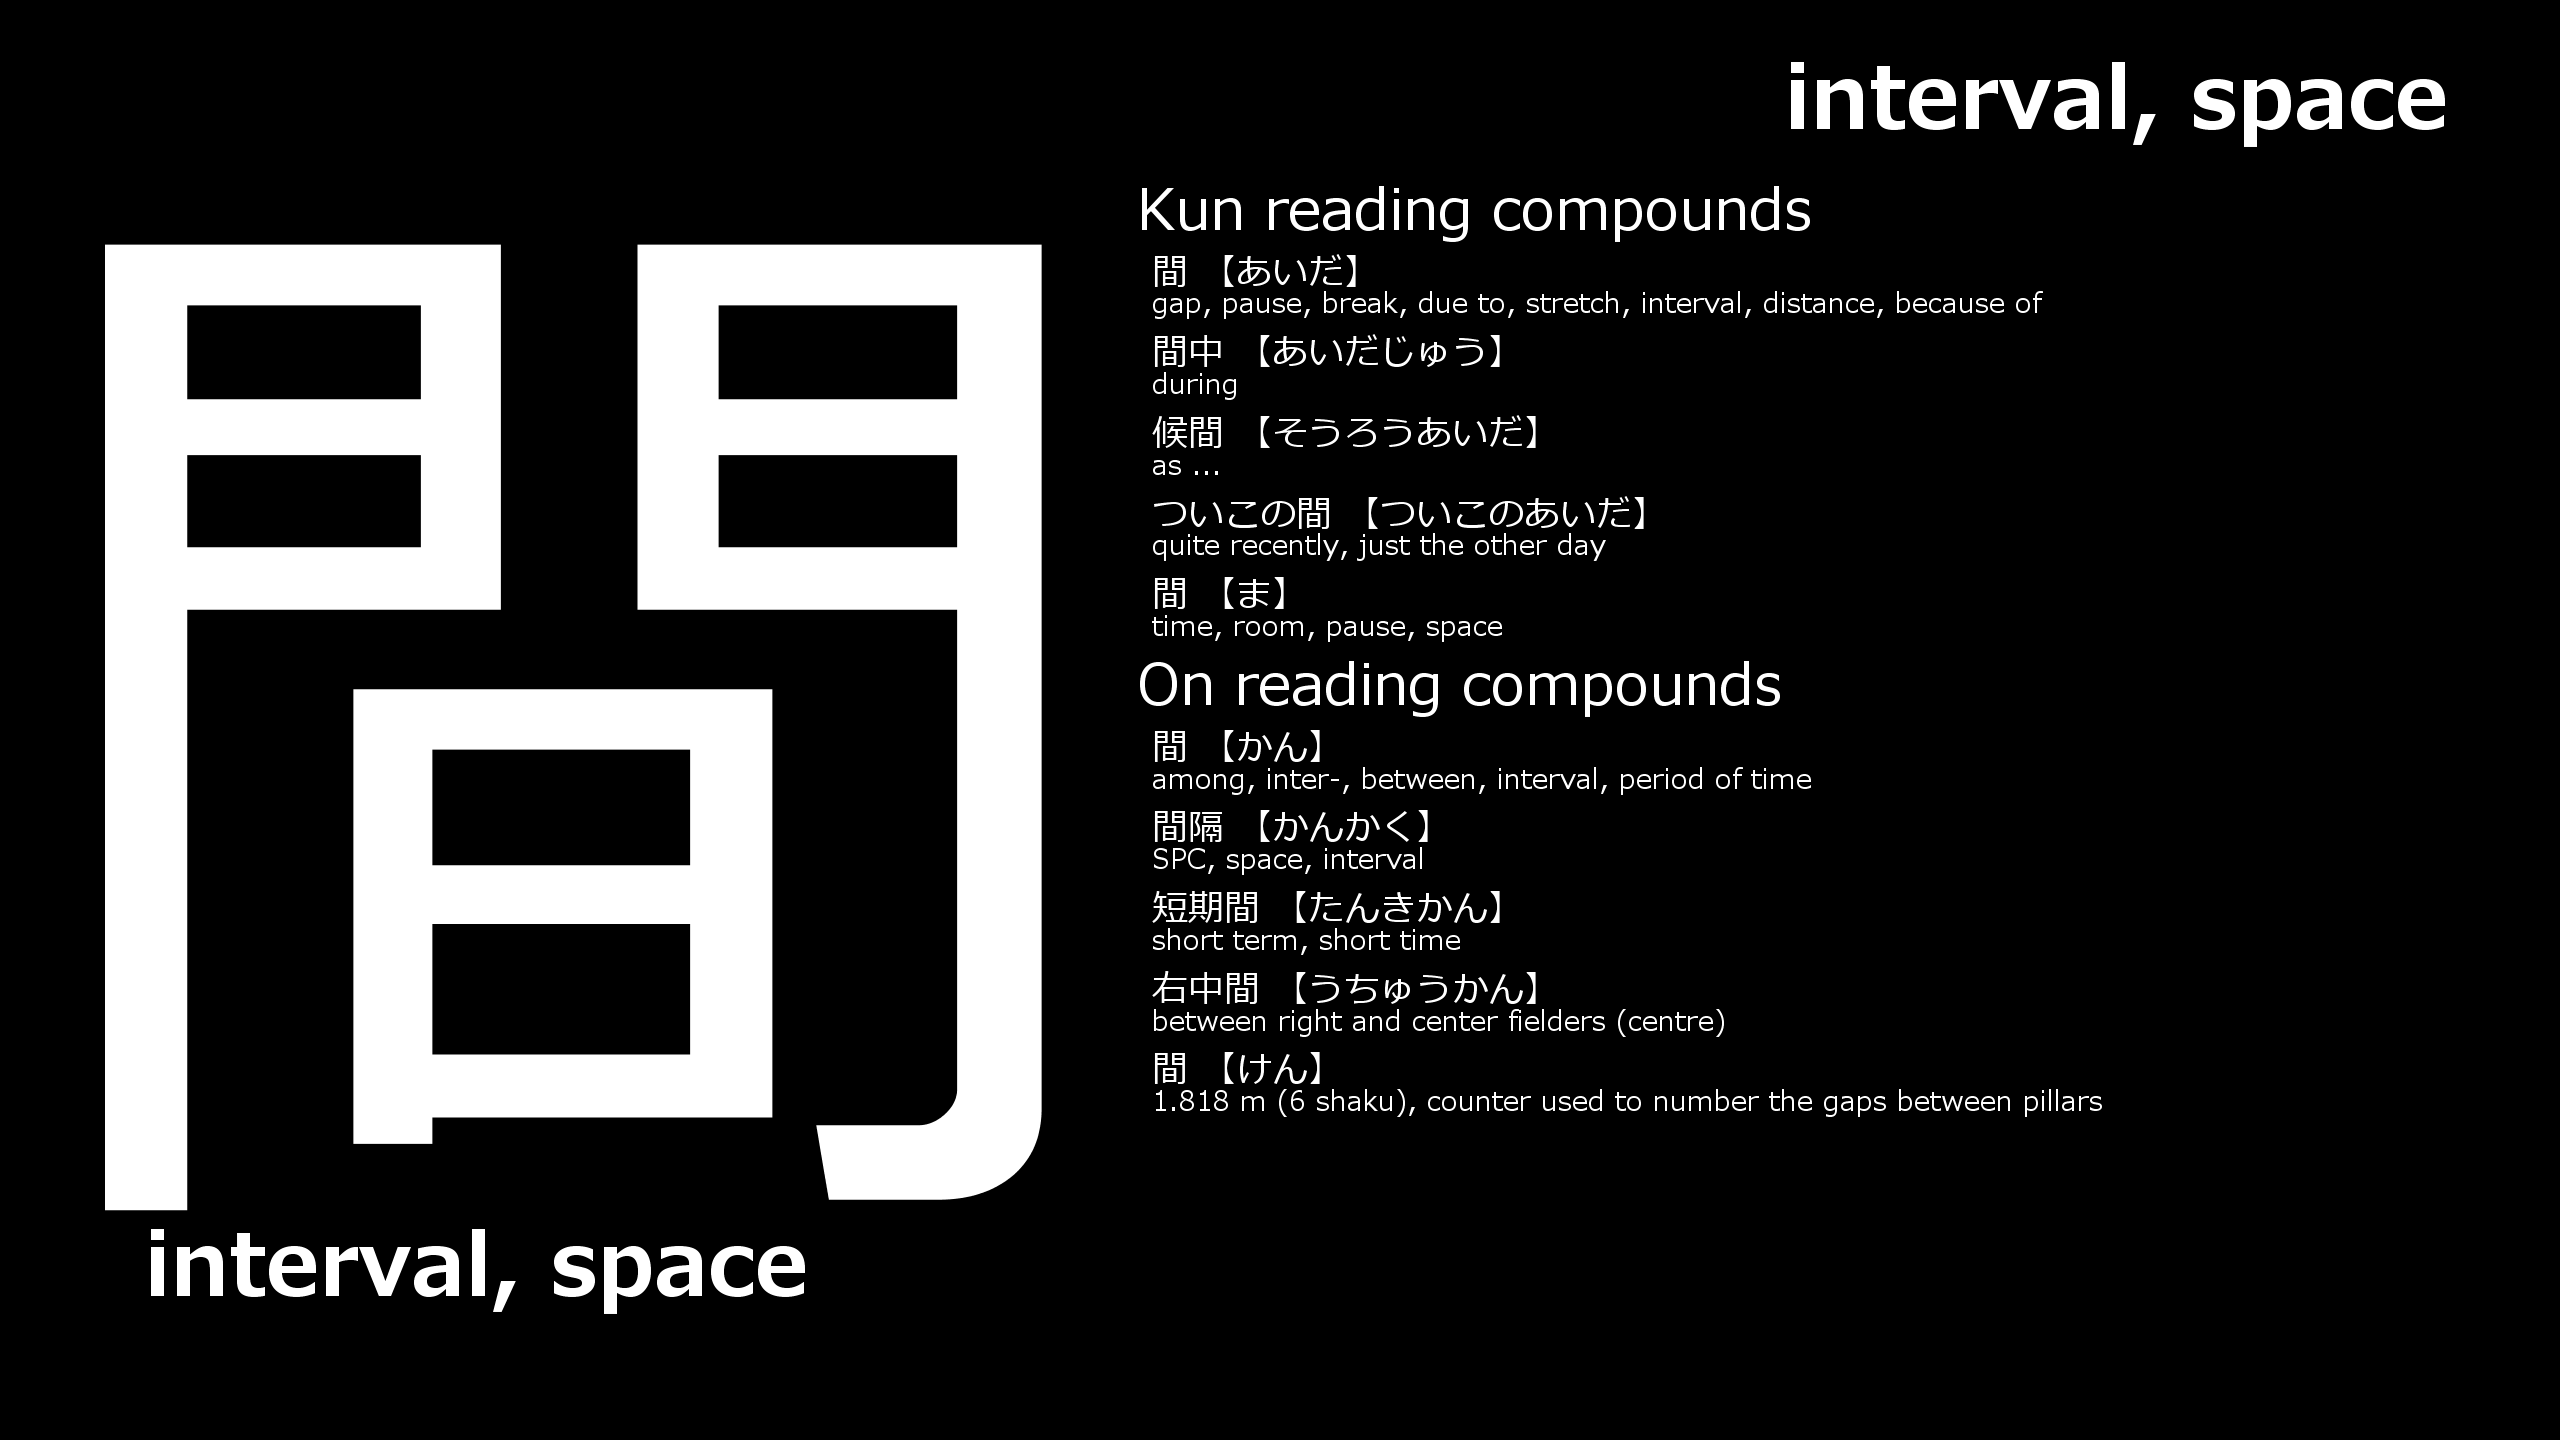 interval, space
間
interval, space
Kun reading compounds
間 【あいだ】
gap, pause, break, due to, stretch, interval, distance, because of
間中 【あいだじゅう】
during
候間 【そうろうあいだ】
as ...
ついこの間 【ついこのあいだ】
quite recently, just the other day
間 【ま】
time, room, pause, space
On reading compounds
間 【かん】
among, inter-, between, interval, period of time
間隔 【かんかく】
SPC, space, interval
短期間 【たんきかん】
short term, short time
右中間 【うちゅうかん】
between right and center fielders (centre)
間 【けん】
1.818 m (6 shaku), counter used to number the gaps between pillars